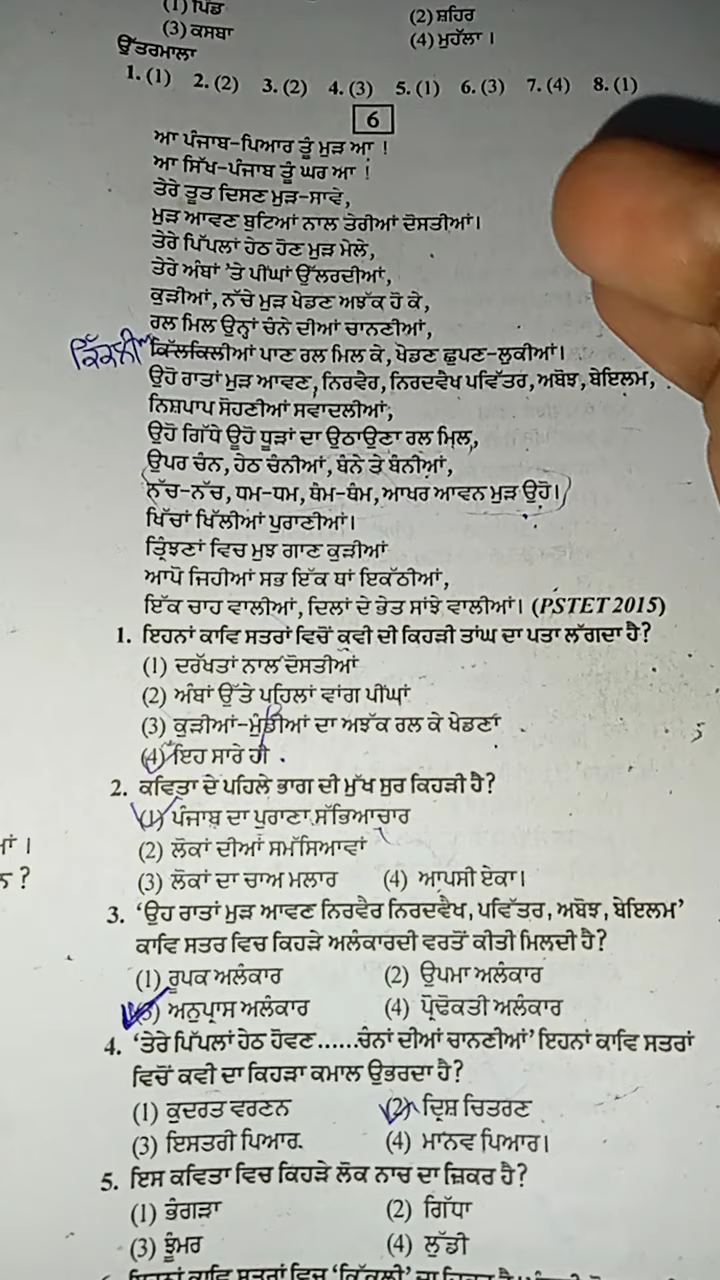 (1) ਪਿੰਡ (2) ਸ਼ਹਿਰ
(3) ਕਸਬਾ (4) ਮੁਹੱਲਾ ।
ਉੱਤਰਮਾਲਾ
1. (1) 2. (2) 3. (2) 4. (3) 5. (1) 6. (3) 7. (4) 8. (1)
6
ਆ ਪੰਜਾਬ-ਪਿਆਰ ਤੂੰ ਮੁੜ ਆ !
ਆ ਸਿੱਖ-ਪੰਜਾਬ ਤੂੰ ਘਰ ਆ !
ਤੇਰੇ ਤੂਤ ਦਿਸਣ ਮੁੜ-ਸਾਵੇ,
ਮੁੜ ਆਵਣ ਬੁਟਿਆਂ ਨਾਲ ਤੇਰੀਆਂ ਦੋਸਤੀਆਂ।
ਤੇਰੇ ਪਿੱਪਲਾਂ ਹੇਠ ਹੋਣ ਮੁੜ ਮੇਲੇ,
ਤੇਰੇ ਅੰਬਾਂ 'ਤੇ ਪੀਂਘਾਂ ਉੱਲਰਦੀਆਂ,
ਕੁੜੀਆਂ, ਨੱਚੇ ਮੁੜ ਖੇਡਣ ਅਝੱਕ ਹੋ ਕੇ,
ਰਲ ਮਿਲ ਉਨ੍ਹਾਂ ਚੰਨੇ ਦੀਆਂ ਚਾਨਣੀਆਂ,
ਕਿੱਲਕਿਲੀਆਂ ਪਾਣ ਰਲ ਮਿਲ ਕੇ, ਖੇਡਣ ਛੁਪਣ-ਲੁਕੀਆਂ।
ਉਹੋ ਰਾਤਾਂ ਮੁੜ ਆਵਣ, ਨਿਰਵੈਰ, ਨਿਰਦਵੈਖ ਪਵਿੱਤਰ, ਅਬੋਝ, ਬੇਇਲਮ,
ਨਿਸ਼ਪਾਪ ਸੋਹਣੀਆਂ ਸਵਾਦਲੀਆਂ,
ਉਹੋ ਗਿੱਧੇ ਊਹੋ ਧੂੜਾਂ ਦਾ ਉਠਾਉਣਾ ਰਲ ਮਿਲ,
ਉਪਰ ਚੰਨ, ਹੇਠ ਚੰਨੀਆਂ, ਬੰਨੇ ਤੇ ਬੰਨੀਆਂ,
ਨੱਚ-ਨੱਚ, ਧਮ-ਧਮ, ਥੰਮ-ਥੰਮ, ਆਖਰ ਆਵਨ ਮੁੜ ਉਹੋ।
ਖਿੱਚਾਂ ਖਿੱਲੀਆਂ ਪੁਰਾਣੀਆਂ।
ਤ੍ਰਿੰਝਣਾਂ ਵਿਚ ਮੁਝ ਗਾਣ ਕੁੜੀਆਂ
ਆਪੋ ਜਿਹੀਆਂ ਸਭ ਇੱਕ ਥਾਂ ਇਕੱਠੀਆਂ,
ਇੱਕ ਚਾਹ ਵਾਲੀਆਂ, ਦਿਲਾਂ ਦੇ ਭੇਤ ਸਾਂਝੇ ਵਾਲੀਆਂ। (PSTET 2015)
1. ਇਹਨਾਂ ਕਾਵਿ ਸਤਰਾਂ ਵਿਚੋਂ ਕਵੀ ਦੀ ਕਿਹੜੀ ਤਾਂਘ ਦਾ ਪਤਾ ਲੱਗਦਾ ਹੈ?
(1) ਦਰੱਖਤਾਂ ਨਾਲ ਦੋਸਤੀਆਂ
(2) ਅੰਬਾਂ ਉੱਤੇ ਪਹਿਲਾਂ ਵਾਂਗ ਪੀਂਘਾਂ
(3) ਕੁੜੀਆਂ-ਮੁੰਡੀਆਂ ਦਾ ਅਝੱਕ ਰਲ ਕੇ ਖੇਡਣਾਂ
(4) ਇਹ ਸਾਰੇ ਹੀ .
2. ਕਵਿਤਾ ਦੇ ਪਹਿਲੇ ਭਾਗ ਦੀ ਮੁੱਖ ਸੁਰ ਕਿਹੜੀ ਹੈ?
(1) ਪੰਜਾਬ ਦਾ ਪੁਰਾਣਾ ਸੱਭਿਆਚਾਰ
(2) ਲੋਕਾਂ ਦੀਆਂ ਸਮੱਸਿਆਵਾਂ
(3) ਲੋਕਾਂ ਦਾ ਚਾਅ ਮਲਾਰ (4) ਆਪਸੀ ਏਕਾ।
3. 'ਉਹ ਰਾਤਾਂ ਮੁੜ ਆਵਣ ਨਿਰਵੈਰ ਨਿਰਦਵੈਖ, ਪਵਿੱਤਰ, ਅਬੋਝ, ਬੇਇਲਮ'
ਕਾਵਿ ਸਤਰ ਵਿਚ ਕਿਹੜੇ ਅਲੰਕਾਰਦੀ ਵਰਤੋਂ ਕੀਤੀ ਮਿਲਦੀ ਹੈ?
(1) ਰੂਪਕ ਅਲੰਕਾਰ (2) ਉਪਮਾ ਅਲੰਕਾਰ
(3) ਅਨੁਪ੍ਰਾਸ ਅਲੰਕਾਰ (4) ਪ੍ਰੋਢੋਕਤੀ ਅਲੰਕਾਰ
4. 'ਤੇਰੇ ਪਿੱਪਲਾਂ ਹੇਠ ਹੋਵਣ......ਚੰਨਾਂ ਦੀਆਂ ਚਾਨਣੀਆਂ' ਇਹਨਾਂ ਕਾਵਿ ਸਤਰਾਂ
ਵਿਚੋਂ ਕਵੀ ਦਾ ਕਿਹੜਾ ਕਮਾਲ ਉਭਰਦਾ ਹੈ?
(1) ਕੁਦਰਤ ਵਰਣਨ (2) ਦ੍ਰਿਸ਼ ਚਿਤਰਣ
(3) ਇਸਤਰੀ ਪਿਆਰ. (4) ਮਾਨਵ ਪਿਆਰ।
5. ਇਸ ਕਵਿਤਾ ਵਿਚ ਕਿਹੜੇ ਲੋਕ ਨਾਚ ਦਾ ਜ਼ਿਕਰ ਹੈ?
(1) ਭੰਗੜਾ (2) ਗਿੱਧਾ
(3) ਝੂੰਮਰ (4) ਲੁੱਡੀ